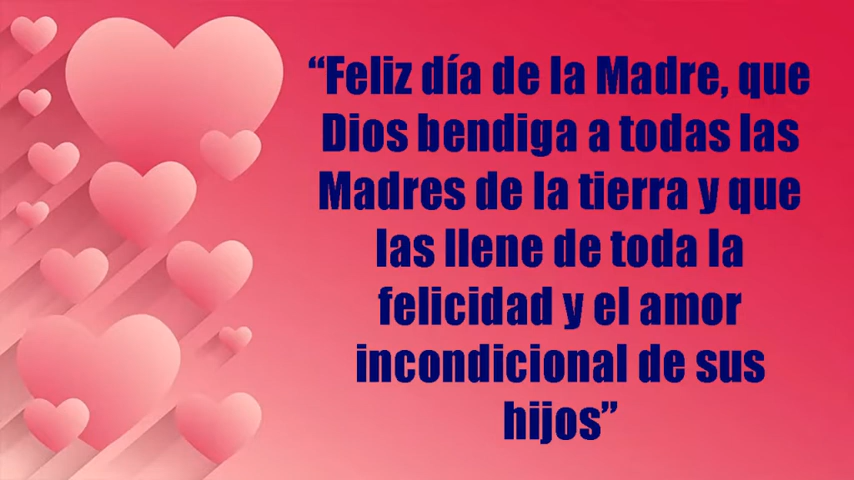 “Feliz día de la Madre, que
Dios bendiga a todas las
Madres de la tierra y que
las llene de toda la
felicidad y el amor
incondicional de sus
hijos”